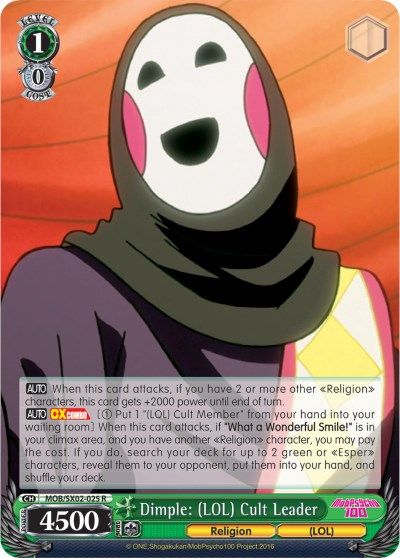 LEVEL
1
0
COST
AUTO When this card attacks, if you have 2 or more other «Religion»
characters, this card gets +2000 power until end of turn.
AUTO CXCOMBO [① Put 1 "(LOL) Cult Member" from your hand into your
waiting room] When this card attacks, if "What a Wonderful Smile!" is in
your climax area, and you have another «Religion» character, you may pay
the cost. If you do, search your deck for up to 2 green or «Esper»
characters, reveal them to your opponent, put them into your hand, and
shuffle your deck.
CH MOB/SX02-025 R
POWER 4500
Dimple: (LOL) Cult Leader
MobPsycho
100
Religion (LOL)
© ONE,Shogakukan/MobPsycho100 Project 2016